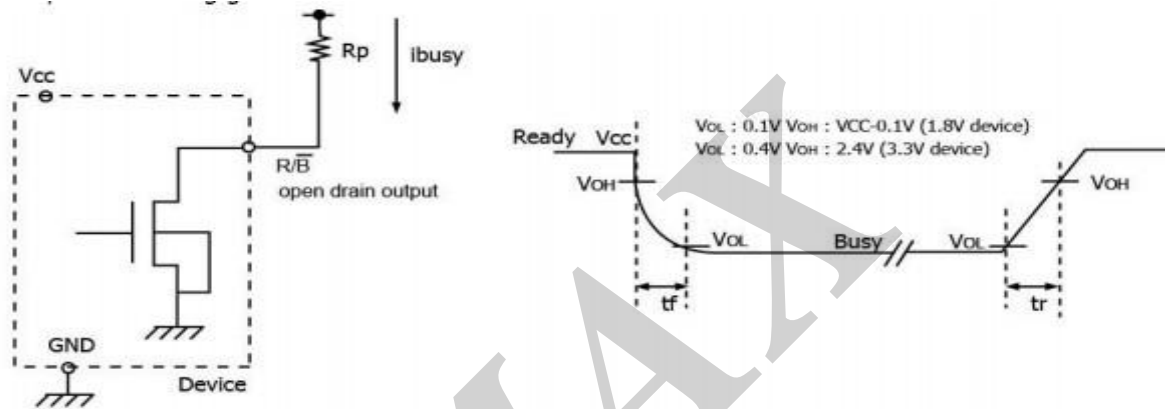 Rp
ibusy
Vcc
R/B̅
open drain output
GND
Device
Ready Vcc
VOL : 0.1V VOH : VCC-0.1V (1.8V device)
VOL : 0.4V VOH : 2.4V (3.3V device)
VOH
VOL
Busy
VOL
VOH
tf
tr